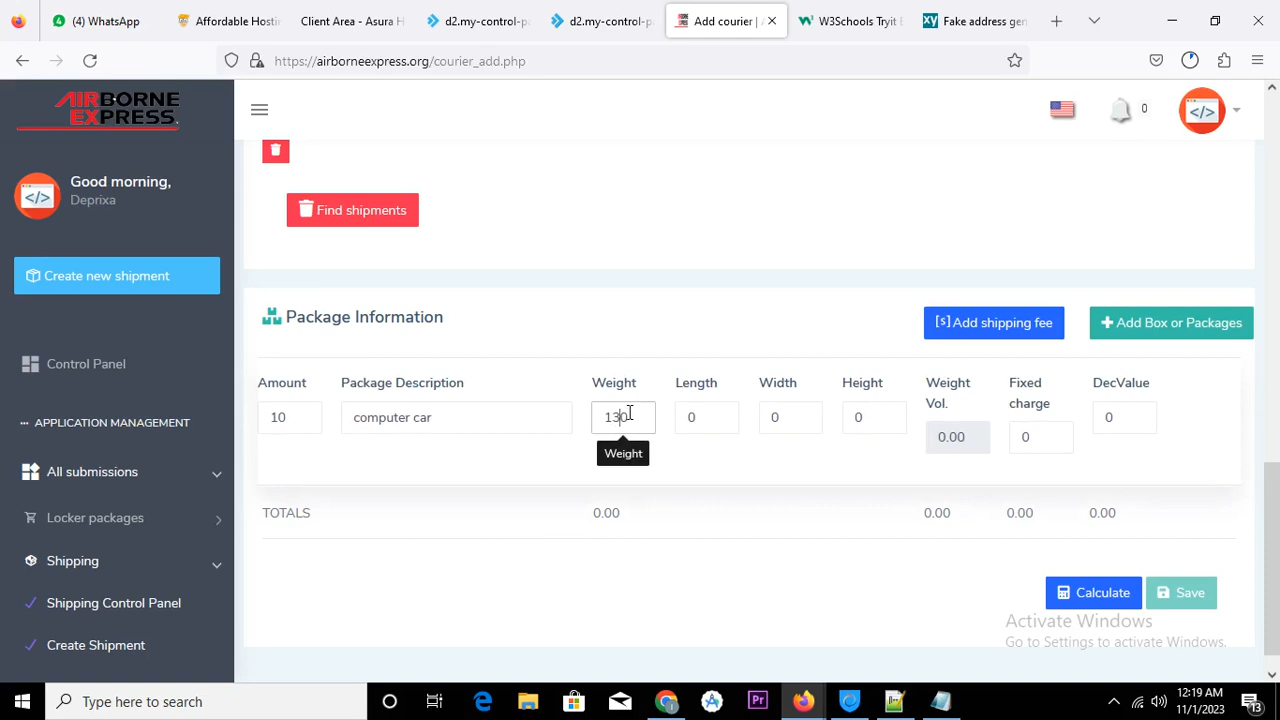 (4) WhatsApp
Affordable Hosti
Client Area - Asura H
d2.my-control-p
d2.my-control-p
Add courier | A
W3Schools Tryit E
Fake address gen
https://airborneexpress.org/courier_add.php
AIRBORNE
EXPRESS
0
Good morning,
Deprixa
Find shipments
Create new shipment
Package Information
[$] Add shipping fee
Add Box or Packages
Control Panel
Amount
Package Description
Weight
Length
Width
Height
Weight Vol.
Fixed charge
DecValue
10
computer car
130
0
0
0
0.00
0
0
Weight
APPLICATION MANAGEMENT
All submissions
Locker packages
TOTALS
0.00
0.00
0.00
0.00
Shipping
Shipping Control Panel
Create Shipment
Calculate
Save
Activate Windows
Go to Settings to activate Windows.
Type here to search
12:19 AM
11/1/2023
13